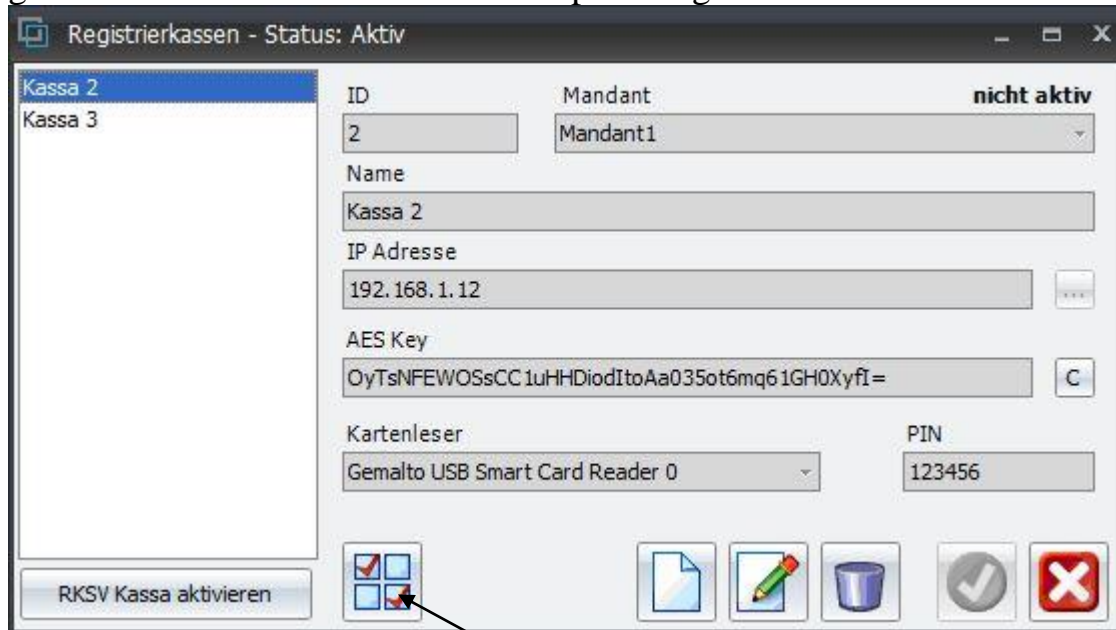 Registrierkassen - Status: Aktiv
Kassa 2
Kassa 3
ID
Mandant
nicht aktiv
2
Mandant1
Name
Kassa 2
IP Adresse
192.168.1.12
...
AES Key
OyTsNFEWOSsCC1uHHDiodItoAa035ot6mq61GH0XyfI=
C
Kartenleser
PIN
Gemalto USB Smart Card Reader 0
123456
RKSV Kassa aktivieren